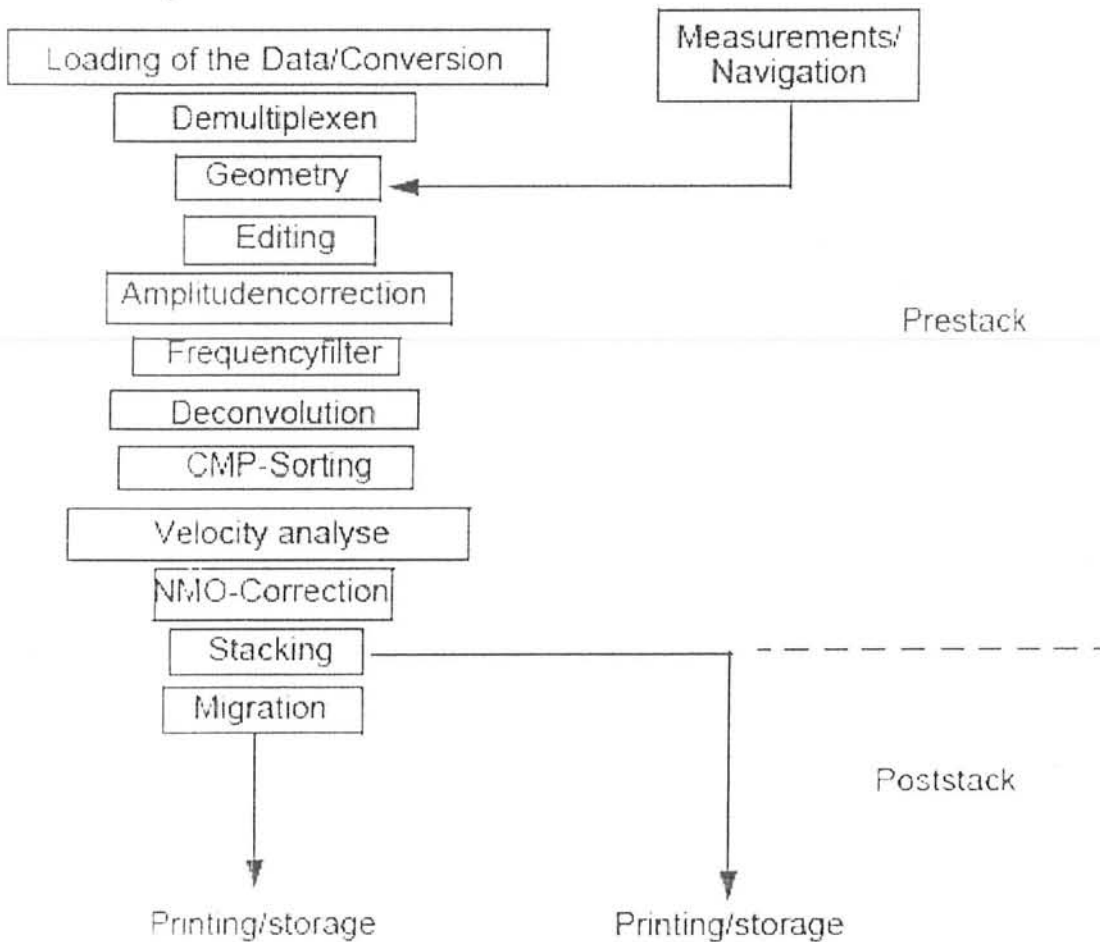 Loading of the Data/Conversion
Measurements/
Navigation
Demultiplexen
Geometry
Editing
Amplitudencorrection
Prestack
Frequencyfilter
Deconvolution
CMP-Sorting
Velocity analyse
NMO-Correction
Stacking
Migration
Poststack
Printing/storage
Printing/storage